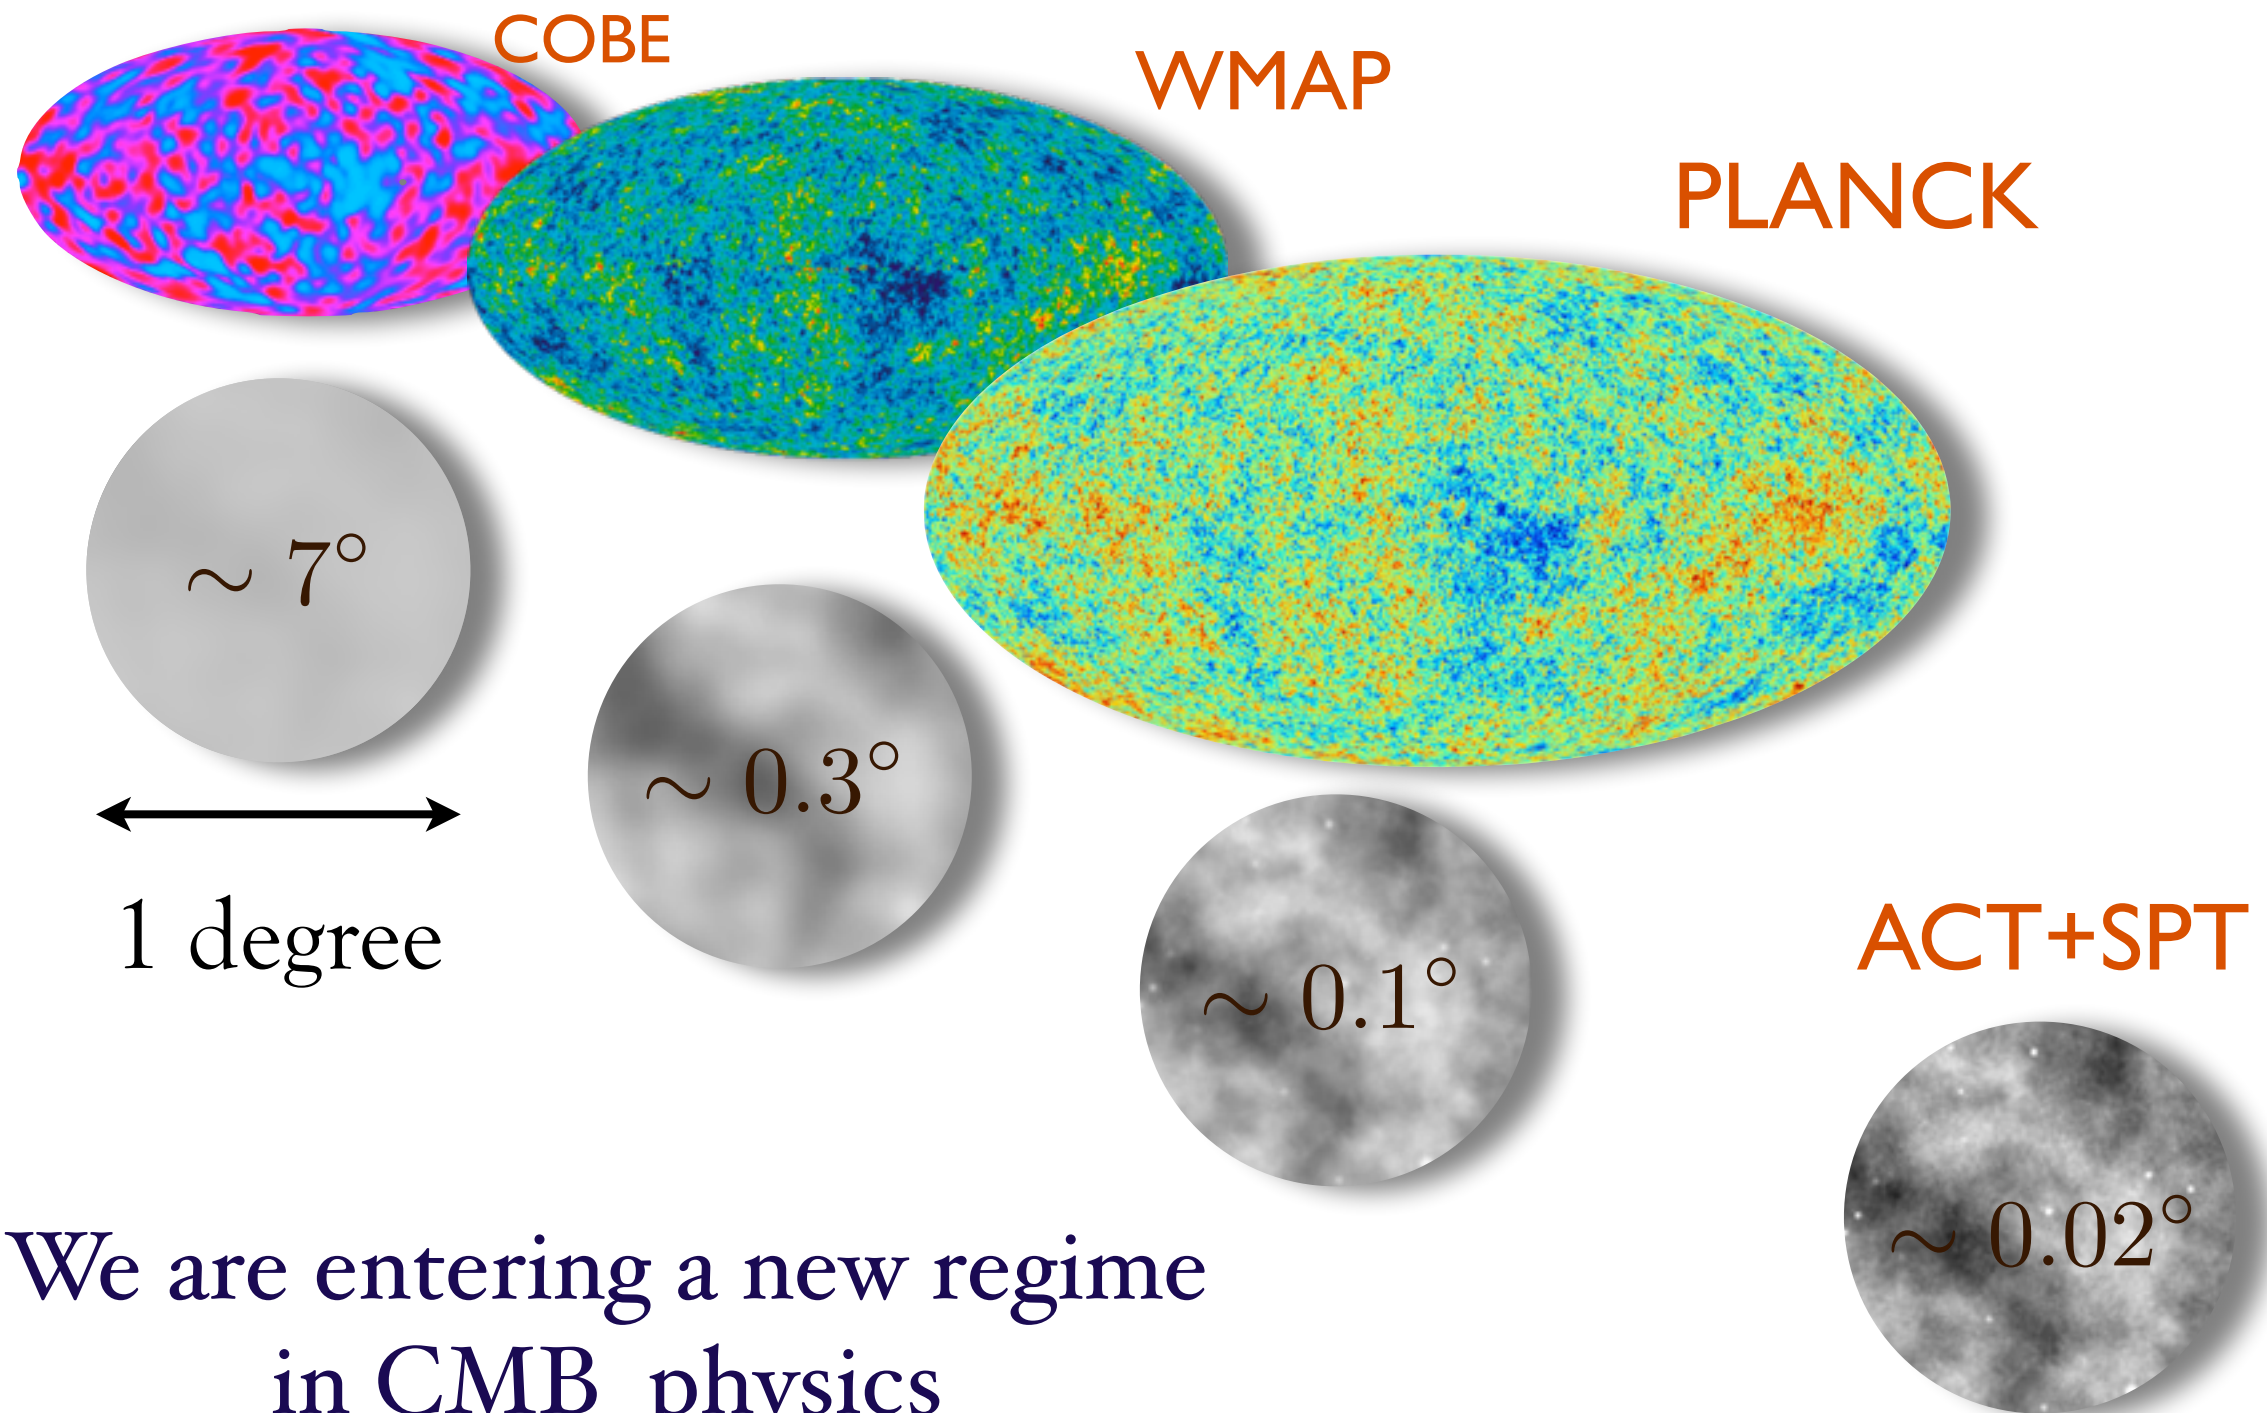 COBE
WMAP
PLANCK
∼ 7°
∼ 0.3°
1 degree
∼ 0.1°
ACT+SPT
∼ 0.02°
We are entering a new regime
in CMB physics